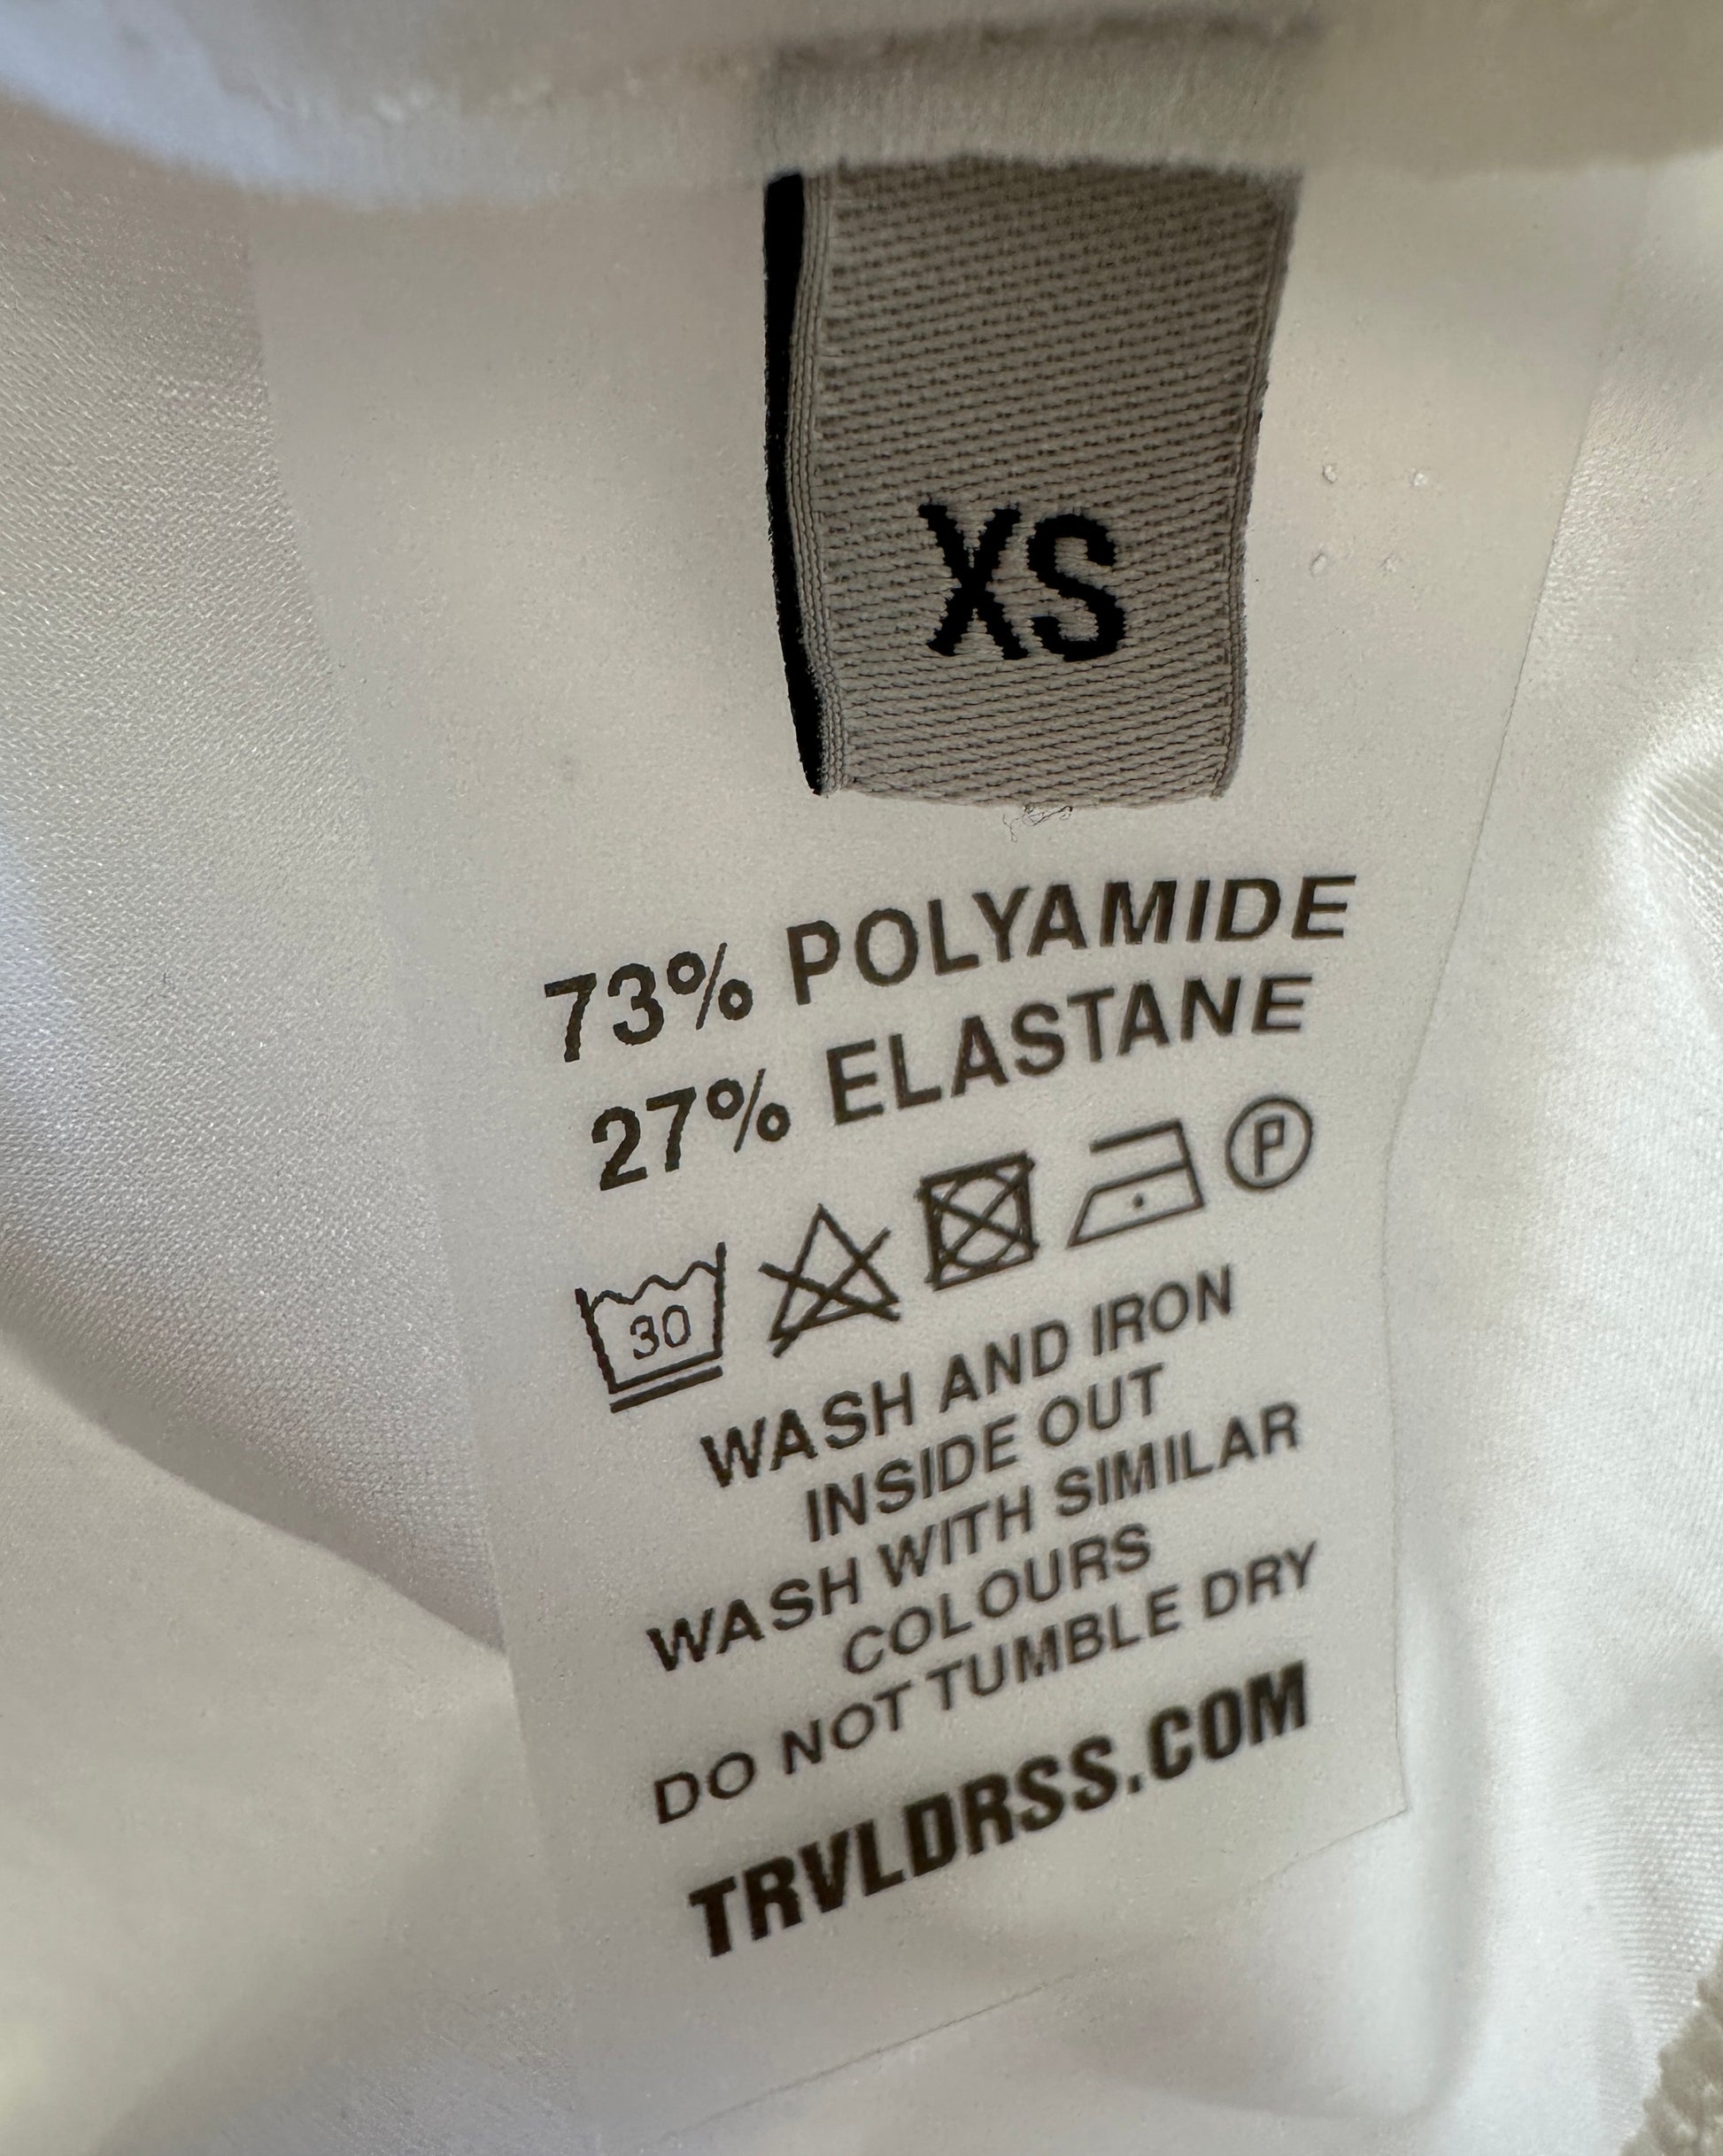 XS
73% POLYAMIDE
27% ELASTANE
30 P
WASH AND IRON
INSIDE OUT
WASH WITH SIMILAR
COLOURS
DO NOT TUMBLE DRY
TRVLDRSS.COM